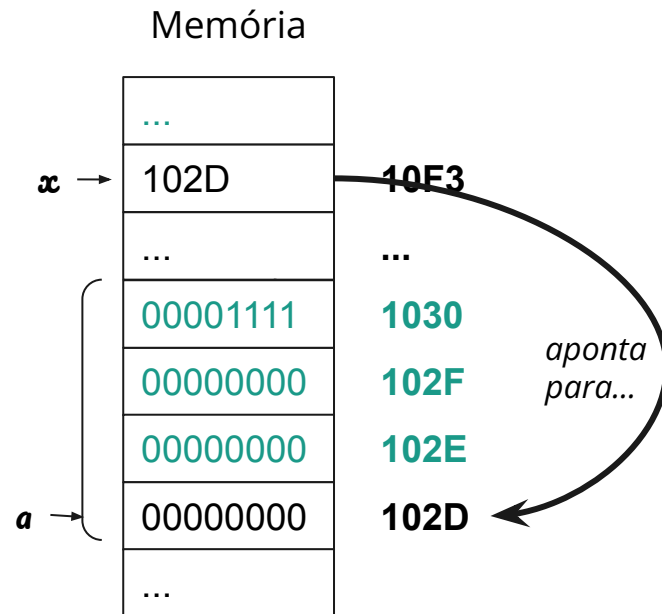 Memória
...
x 102D 10F3
... ...
00001111 1030
00000000 102F
aponta
para...
00000000 102E
a 00000000 102D
...